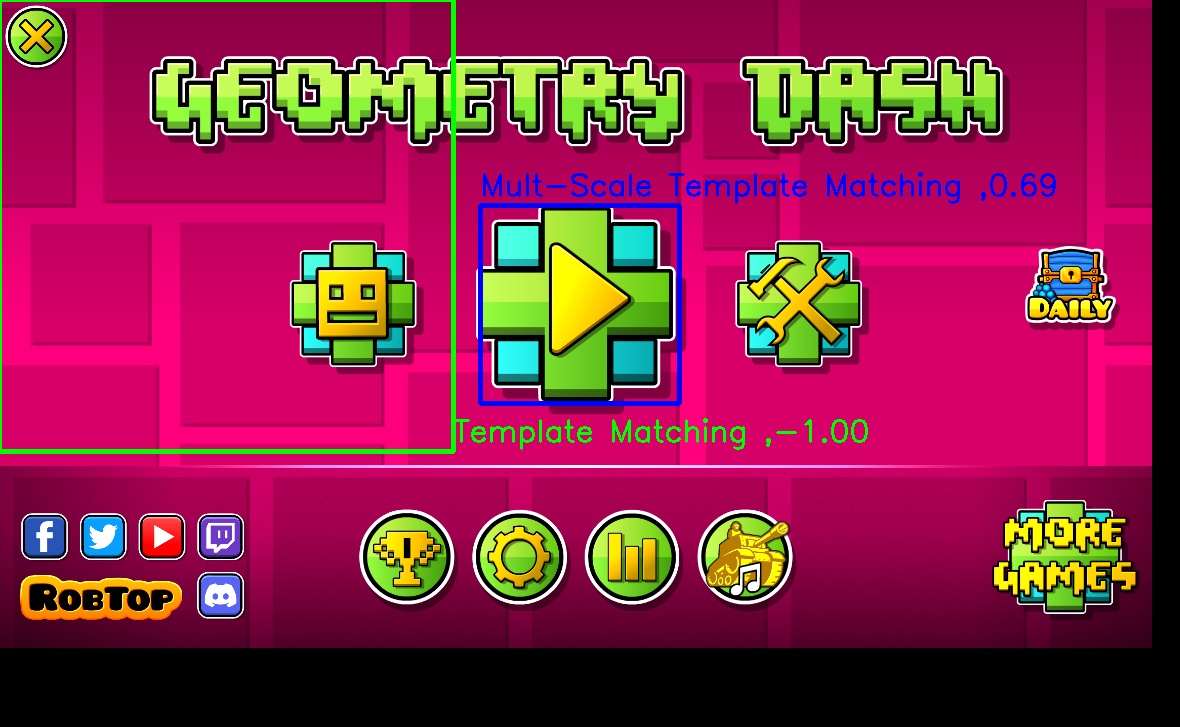 GEOMETRY DASH
Mult-Scale Template Matching ,0.69
DAILY
Template Matching ,-1.00
f
MORE
GAMES
ROBTOP